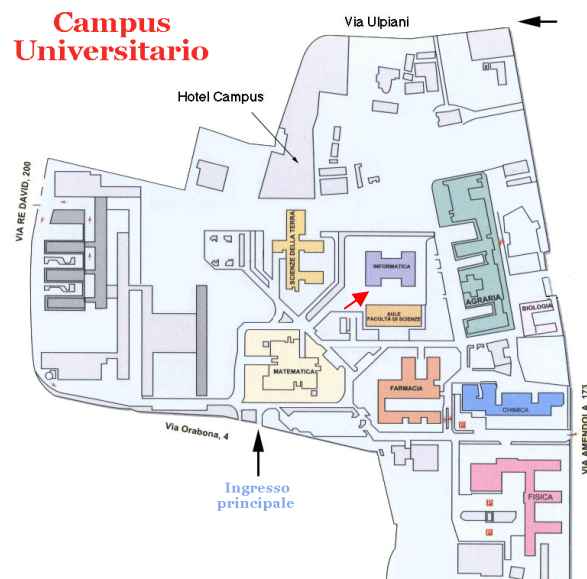 Campus
Universitario
Via Ulpiani
Hotel Campus
VIA RE DAVID, 200
SCIENZE DELLA TERRA
INFORMATICA
AGRARIA
BIOLOGIA
AULE
FACOLTÀ DI SCIENZE
MATEMATICA
FARMACIA
CHIMICA
VIA AMENDOLA, 173
Via Orabona, 4
P
Ingresso
principale
FISICA
P
P